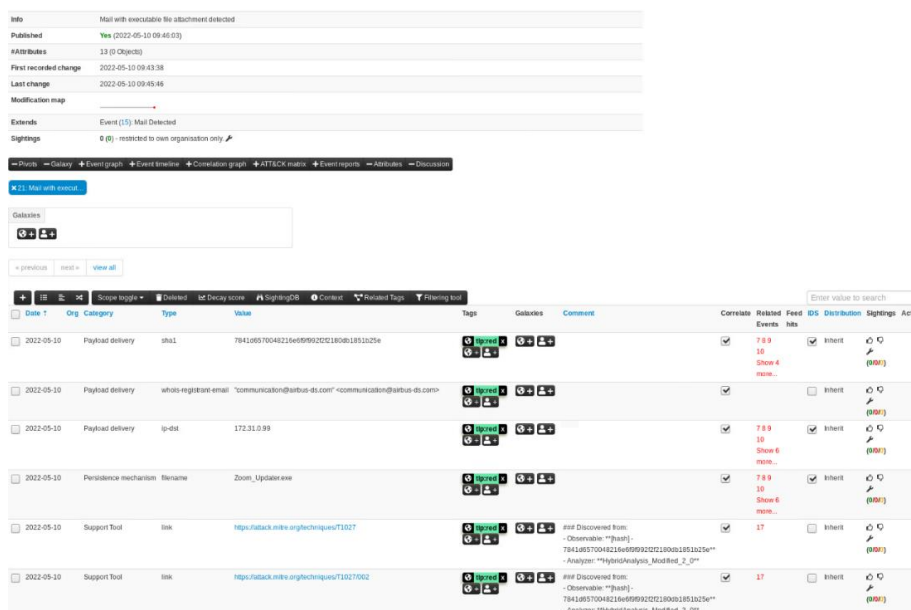 Info Mail with executable file attachment detected
Published Yes (2022-05-10 09:46:03)
#Attributes 13 (0 Objects)
First recorded change 2022-05-10 09:43:38
Last change 2022-05-10 09:45:46
Modification map
Extends Event (15): Mail Detected
Sightings 0 (0) - restricted to own organisation only.
Pivots Galaxy Event graph Event timeline Correlation graph ATT&CK matrix Event reports Attributes Discussion
21: Mail with execut...
Galaxies
« previous next » view all
Scope toggle Deleted Decay score SightingDB Context Related Tags Filtering tool Enter value to search
Date Org Category Type Value Tags Galaxies Comment Correlate Related Events Feed hits IDS Distribution Sightings
2022-05-10 Payload delivery sha1 tlp:red x 7 8 9 Inherit
10
Show 4
more...
(0/0/0)
2022-05-10 Payload delivery whois-registrant-email "communication@airbus-ds.com" <communication@airbus-ds.com> tlp:red x Inherit
(0/0/0)
2022-05-10 Payload delivery ip-dst 172.31.0.99 tlp:red x 7 8 9 Inherit
10
Show 6
more...
(0/0/0)
2022-05-10 Persistence mechanism filename Zoom_Updater.exe tlp:red x 7 8 9 Inherit
10
Show 6
more...
(0/0/0)
2022-05-10 Support Tool link https://attack.mitre.org/techniques/T1027 tlp:red x ### Discovered from: 17 Inherit
- Observable: **[hash] -
- Analyzer: **HybridAnalysis_Modified_2_0**
(0/0/0)
2022-05-10 Support Tool link https://attack.mitre.org/techniques/T1027/002 tlp:red x ### Discovered from: 17 Inherit
- Observable: **[hash] -
(0/0/0)